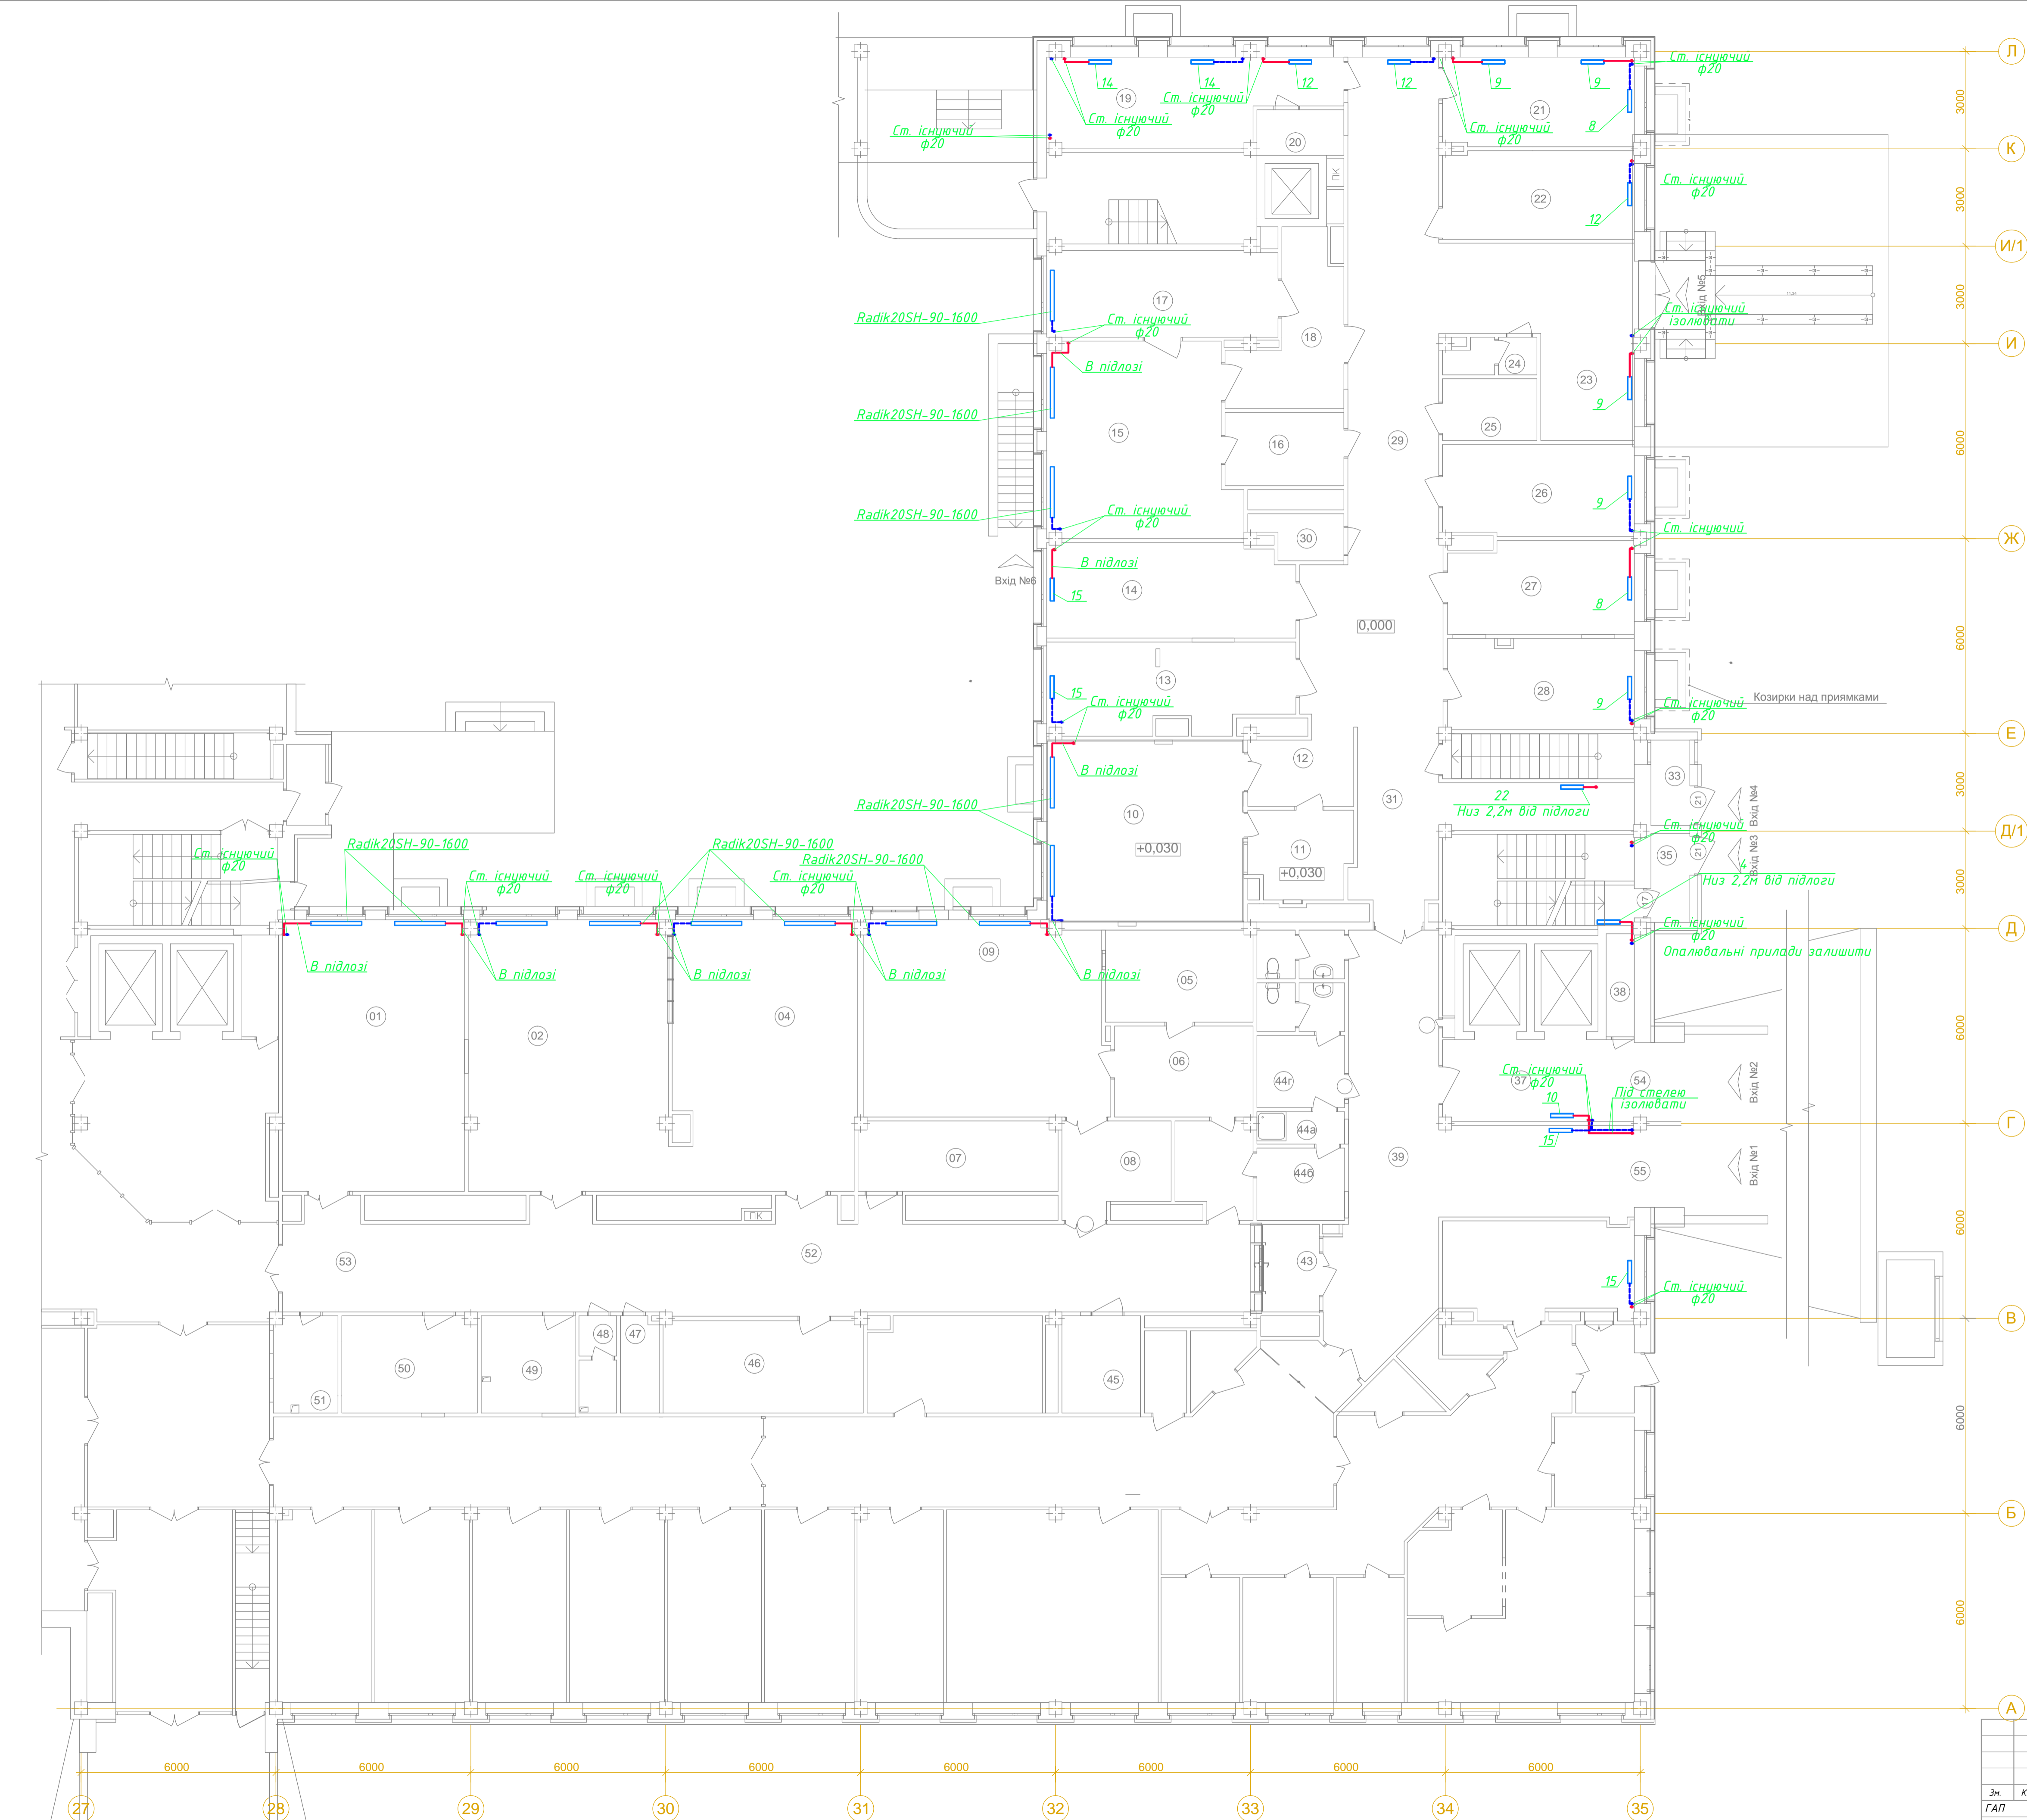 Л
Ст. існуючий
ф20
14
14
12
12
9
9
19
21
3000
Ст. існуючий
ф20
Ст. існуючий
ф20
Ст. існуючий
ф20
8
Ст. існуючий
ф20
20
К
ПК
22
Ст. існуючий
ф20
3000
12
И/1
Вхід №5
17
3000
Radik20SH-90-1600
Ст. існуючий
ф20
18
Ст. існуючий
ізолювати
И
В підлозі
24
23
Radik20SH-90-1600
9
15
16
29
25
6000
26
9
Radik20SH-90-1600
Ст. існуючий
ф20
Ст. існуючий
30
Ж
В підлозі
Вхід №6
14
15
27
8
0,000
6000
13
15
28
9
Козирки над приямками
Ст. існуючий
ф20
Ст. існуючий
ф20
Е
12
В підлозі
33
3000
Radik20SH-90-1600
10
31
22
Низ 2,2м від підлоги
21
Вхід №4
Ст. існуючий
ф20
Д/1
+0,030
11
+0,030
35
21
Вхід №3
4
Низ 2,2м від підлоги
3000
17
Ст. існуючий
ф20
Radik20SH-90-1600
Radik20SH-90-1600
Radik20SH-90-1600
Ст. існуючий
ф20
Ст. існуючий
ф20
Ст. існуючий
ф20
Д
Ст. існуючий
ф20
Опалювальні прилади залишити
09
В підлозі
В підлозі
В підлозі
В підлозі
В підлозі
05
38
01
02
04
6000
06
44г
Ст. існуючий
ф20
37
54
Вхід №2
Під стелею
ізолювати
10
44а
Г
15
07
08
44б
39
55
Вхід №1
ПК
53
52
43
6000
15
Ст. існуючий
ф20
В
48
47
50
49
46
45
51
6000
Б
6000
А
6000
6000
6000
6000
6000
6000
6000
6000
27
28
29
30
31
32
33
34
35
Зм.
К
ГАП